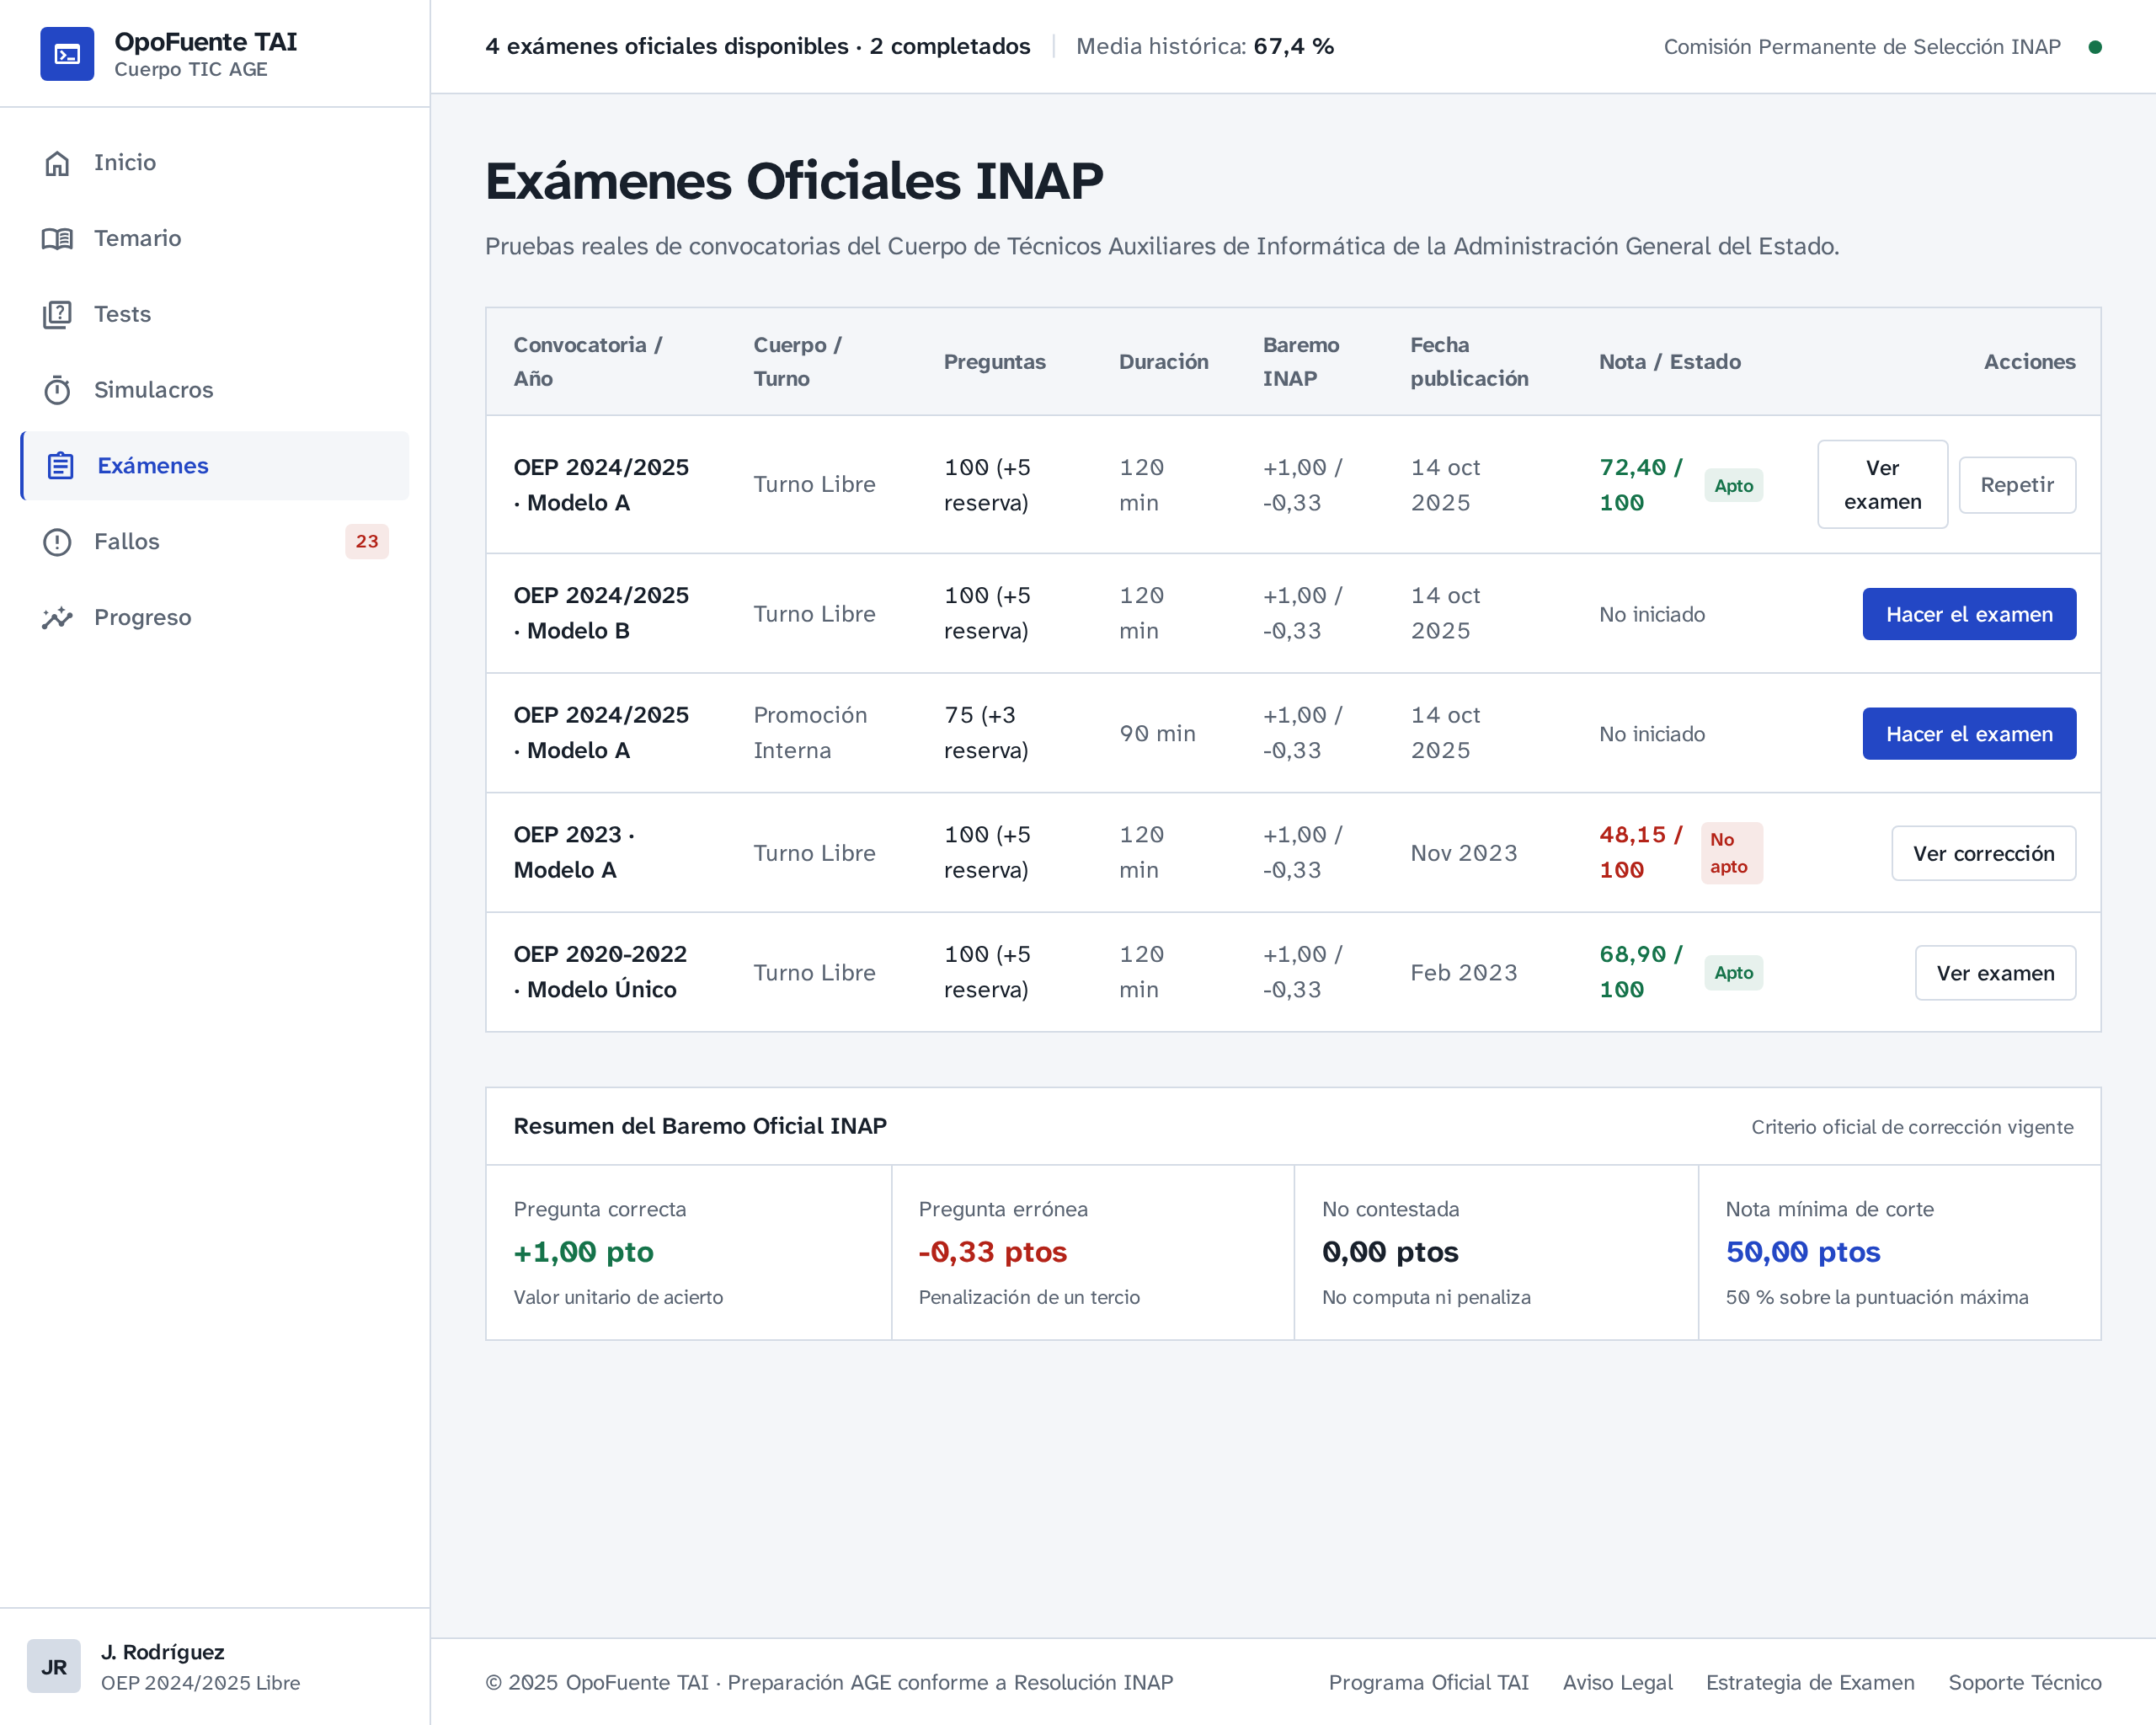 OpoFuente TAI
Cuerpo TIC AGE
Inicio
Temario
Tests
Simulacros
Exámenes
Fallos 23
Progreso
J. Rodríguez
JR
OEP 2024/2025 Libre
4 exámenes oficiales disponibles · 2 completados Media histórica: 67,4 % Comisión Permanente de Selección INAP
Exámenes Oficiales INAP
Pruebas reales de convocatorias del Cuerpo de Técnicos Auxiliares de Informática de la Administración General del Estado.
Convocatoria /
Año
Cuerpo /
Turno
Preguntas
Duración
Baremo
INAP
Fecha
publicación
Nota / Estado
Acciones
OEP 2024/2025
· Modelo A
Turno Libre
100 (+5
reserva)
120
min
+1,00 /
-0,33
14 oct
2025
72,40 /
100
Apto
Ver
examen
Repetir
OEP 2024/2025
· Modelo B
Turno Libre
100 (+5
reserva)
120
min
+1,00 /
-0,33
14 oct
2025
No iniciado
Hacer el examen
OEP 2024/2025
· Modelo A
Promoción
Interna
75 (+3
reserva)
90 min
+1,00 /
-0,33
14 oct
2025
No iniciado
Hacer el examen
OEP 2023 ·
Modelo A
Turno Libre
100 (+5
reserva)
120
min
+1,00 /
-0,33
Nov 2023
48,15 /
100
No
apto
Ver corrección
OEP 2020-2022
· Modelo Único
Turno Libre
100 (+5
reserva)
120
min
+1,00 /
-0,33
Feb 2023
68,90 /
100
Apto
Ver examen
Resumen del Baremo Oficial INAP
Criterio oficial de corrección vigente
Pregunta correcta
+1,00 pto
Valor unitario de acierto
Pregunta errónea
-0,33 ptos
Penalización de un tercio
No contestada
0,00 ptos
No computa ni penaliza
Nota mínima de corte
50,00 ptos
50 % sobre la puntuación máxima
© 2025 OpoFuente TAI · Preparación AGE conforme a Resolución INAP
Programa Oficial TAI Aviso Legal Estrategia de Examen Soporte Técnico